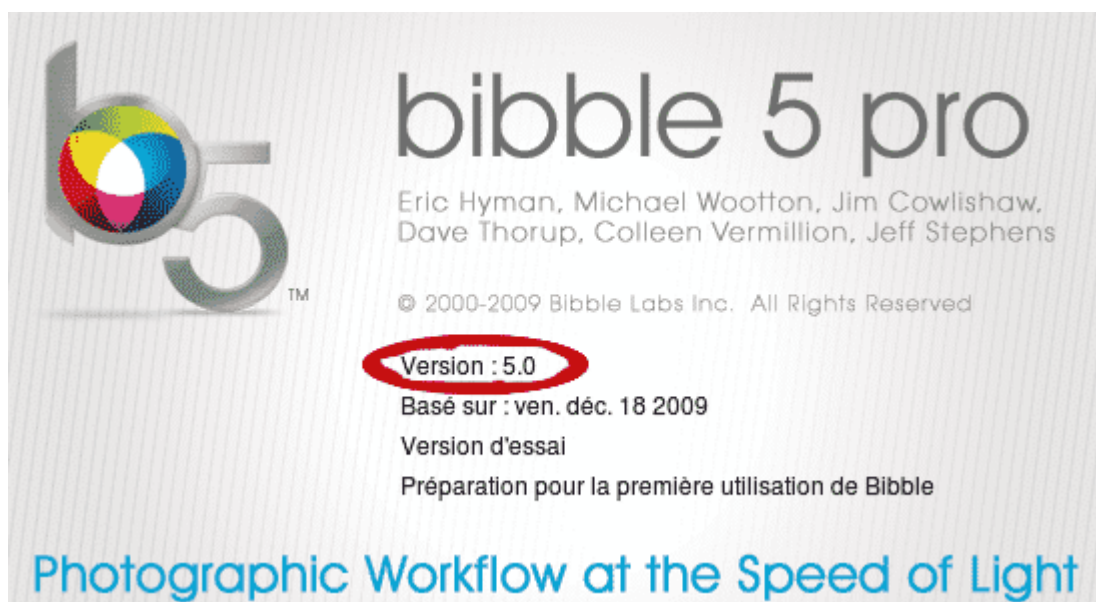 b5
TM
bibble 5 pro
Eric Hyman, Michael Wootton, Jim Cowlishaw,
Dave Thorup, Colleen Vermillion, Jeff Stephens
© 2000-2009 Bibble Labs Inc. All Rights Reserved
Version : 5.0
Basé sur : ven. déc. 18 2009
Version d'essai
Préparation pour la première utilisation de Bibble
Photographic Workflow at the Speed of Light